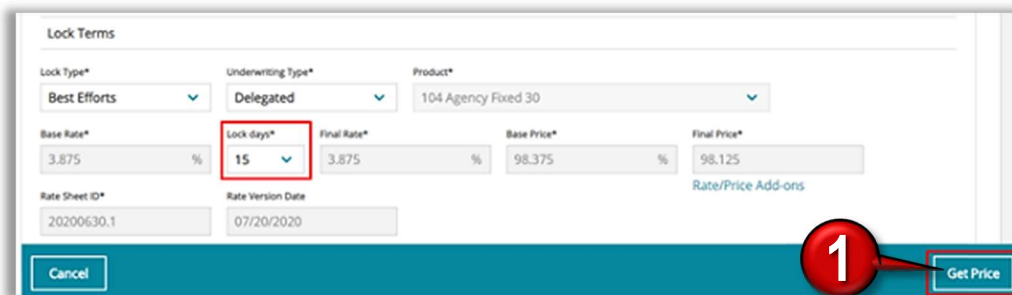 Lock Terms
Lock Type* Underwriting Type* Product*
Best Efforts Delegated 104 Agency Fixed 30
Base Rate* Lock days* Final Rate* Base Price* Final Price*
3.875 % 15 3.875 % 98.375 % 98.125
Rate/Price Add-ons
Rate Sheet ID* Rate Version Date
20200630.1 07/20/2020
Cancel 1 Get Price